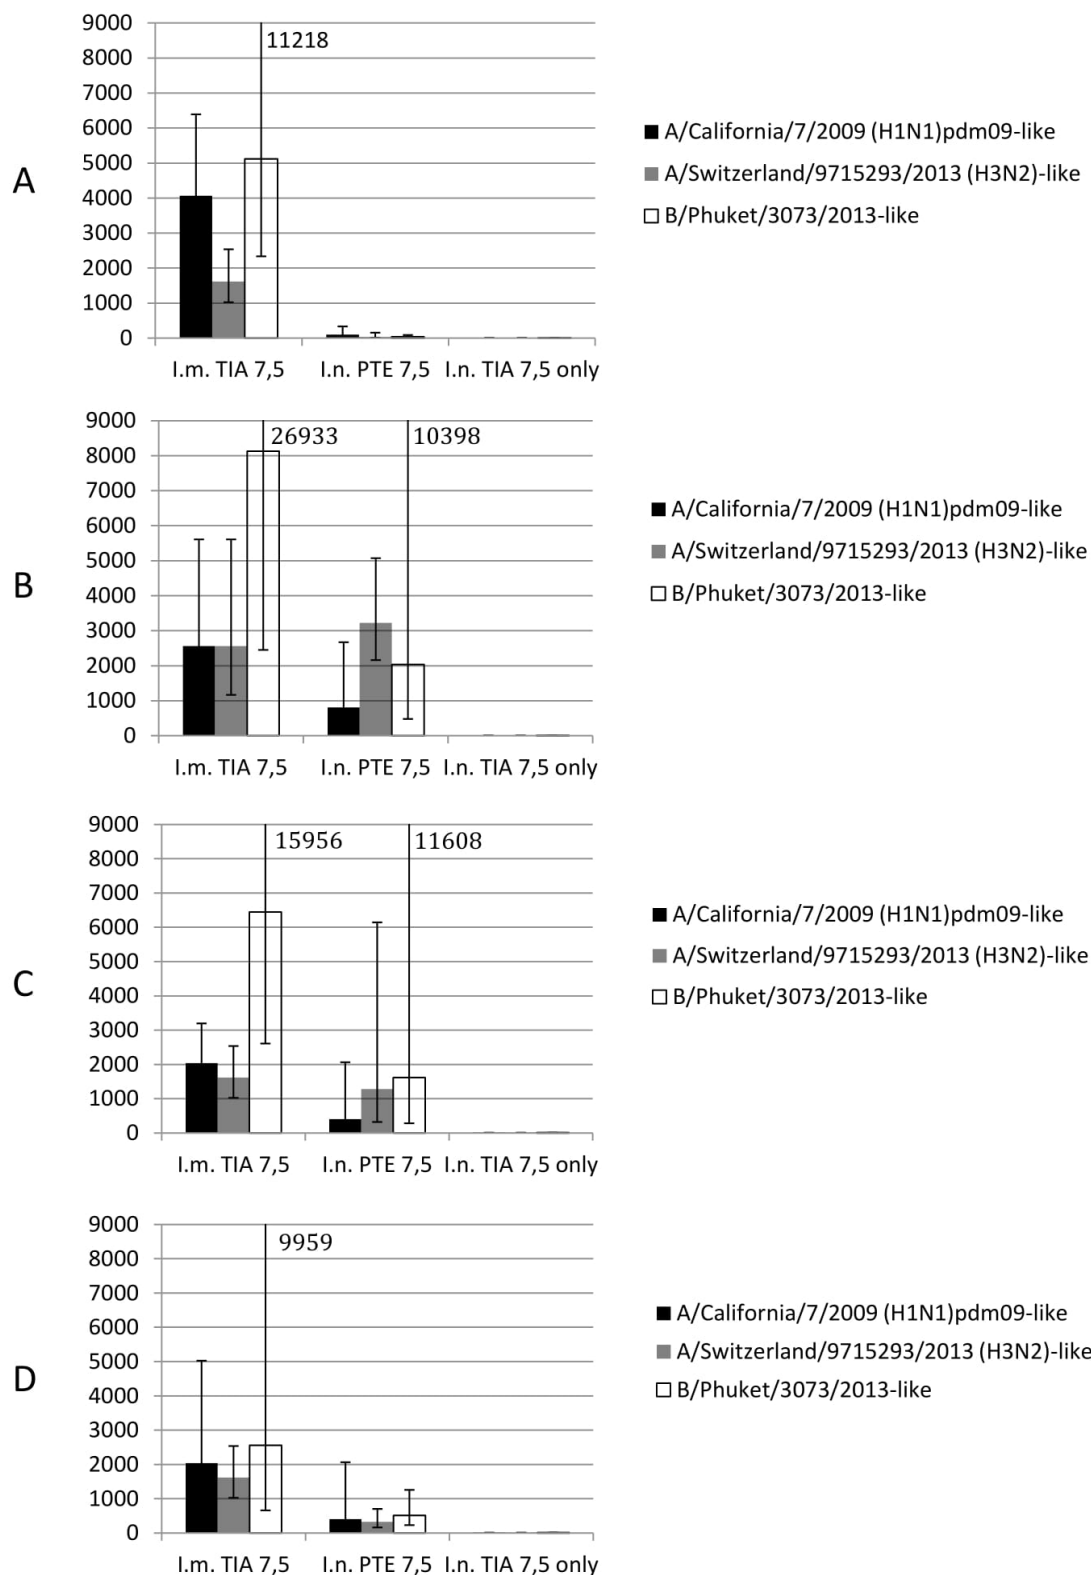 A
9000
8000
7000
6000
5000
4000
3000
2000
1000
0
11218
I.m. TIA 7,5 I.n. PTE 7,5 I.n. TIA 7,5 only
A/California/7/2009 (H1N1)pdm09-like
A/Switzerland/9715293/2013 (H3N2)-like
B/Phuket/3073/2013-like
B
9000
8000
7000
6000
5000
4000
3000
2000
1000
0
26933 10398
I.m. TIA 7,5 I.n. PTE 7,5 I.n. TIA 7,5 only
A/California/7/2009 (H1N1)pdm09-like
A/Switzerland/9715293/2013 (H3N2)-like
B/Phuket/3073/2013-like
C
9000
8000
7000
6000
5000
4000
3000
2000
1000
0
15956 11608
I.m. TIA 7,5 I.n. PTE 7,5 I.n. TIA 7,5 only
A/California/7/2009 (H1N1)pdm09-like
A/Switzerland/9715293/2013 (H3N2)-like
B/Phuket/3073/2013-like
D
9000
8000
7000
6000
5000
4000
3000
2000
1000
0
9959
I.m. TIA 7,5 I.n. PTE 7,5 I.n. TIA 7,5 only
A/California/7/2009 (H1N1)pdm09-like
A/Switzerland/9715293/2013 (H3N2)-like
B/Phuket/3073/2013-like